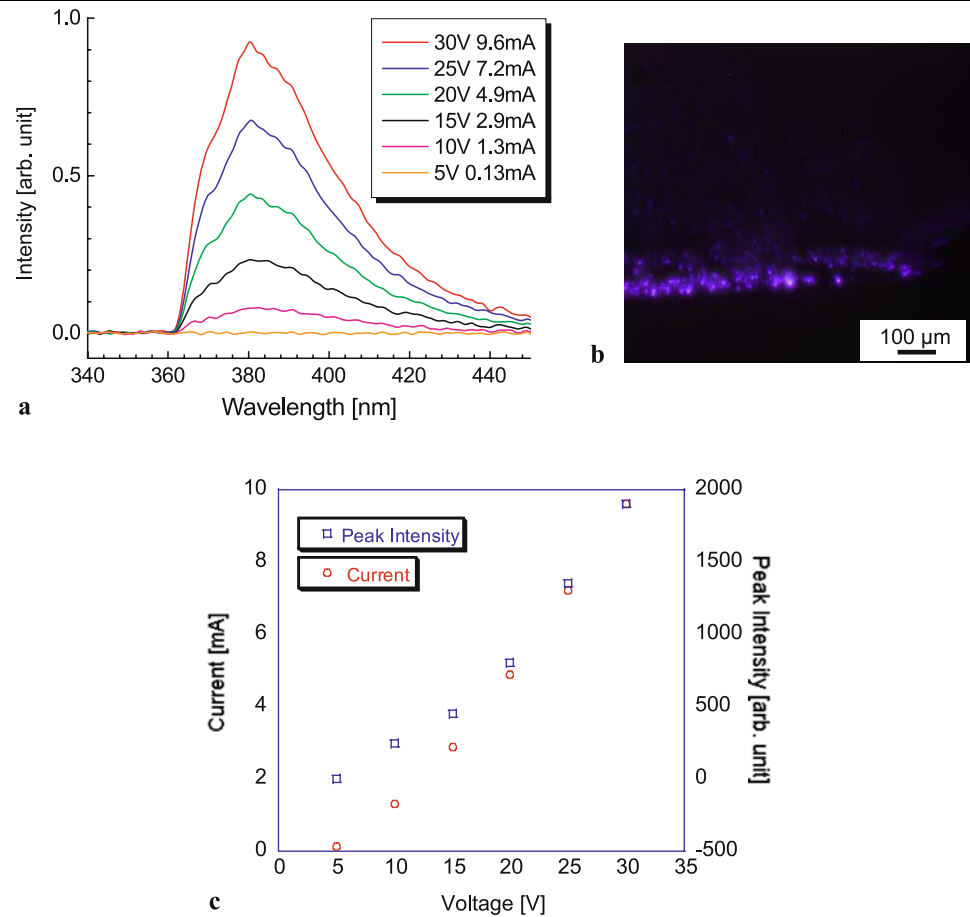 1.0
0.5
0.0
Intensity [arb. unit]
30V 9.6mA
25V 7.2mA
20V 4.9mA
15V 2.9mA
10V 1.3mA
5V 0.13mA
340 360 380 400 420 440
Wavelength [nm]
a
100 µm
b
10
8
6
4
2
0
Current [mA]
Peak Intensity
Current
2000
1500
1000
500
0
-500
Peak Intensity [arb. unit]
0 5 10 15 20 25 30 35
Voltage [V]
c